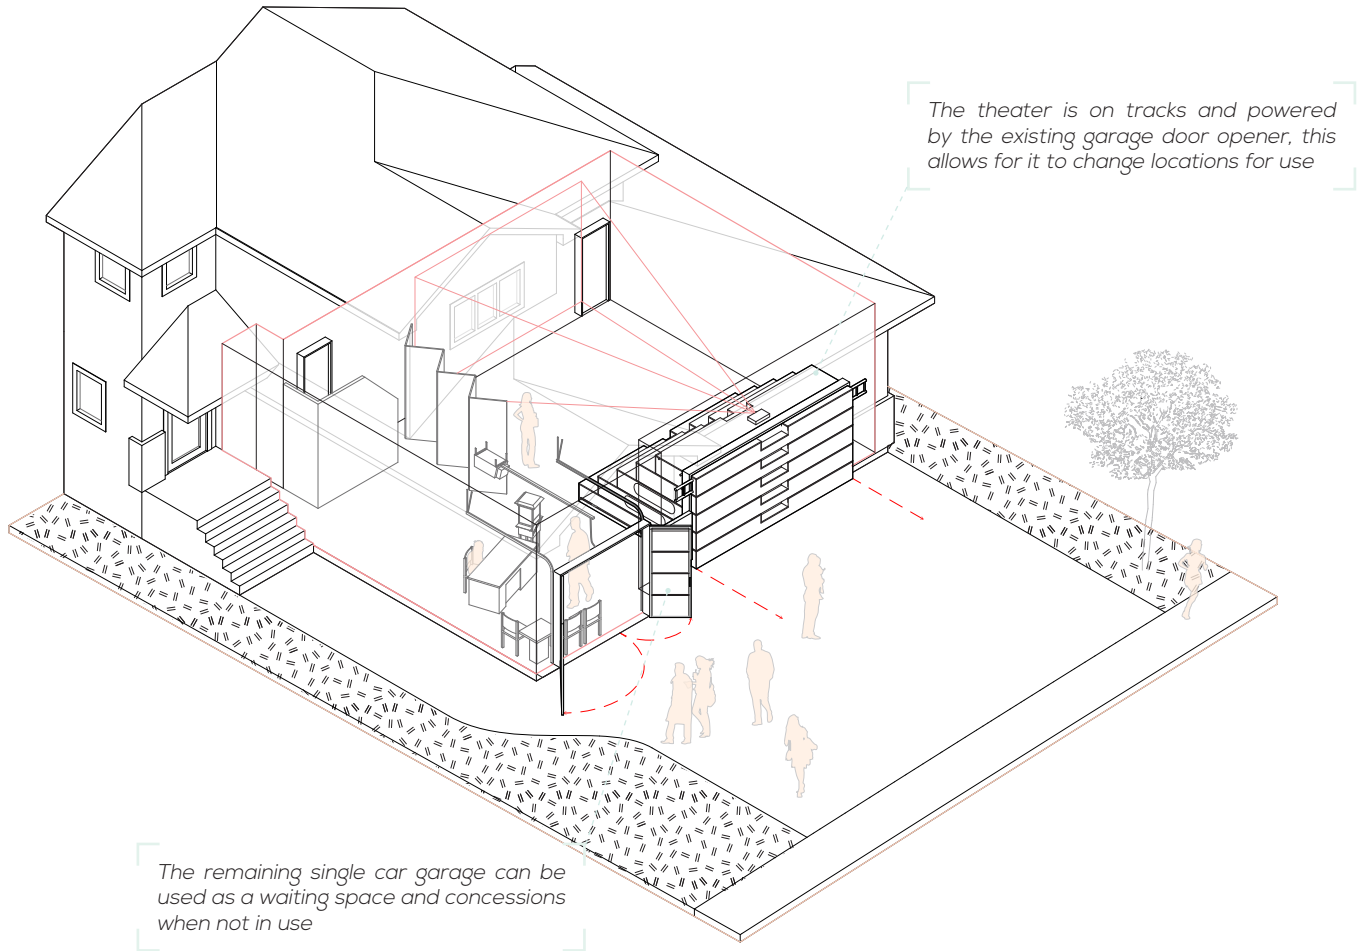 The theater is on tracks and powered
by the existing garage door opener, this
allows for it to change locations for use
The remaining single car garage can be
used as a waiting space and concessions
when not in use